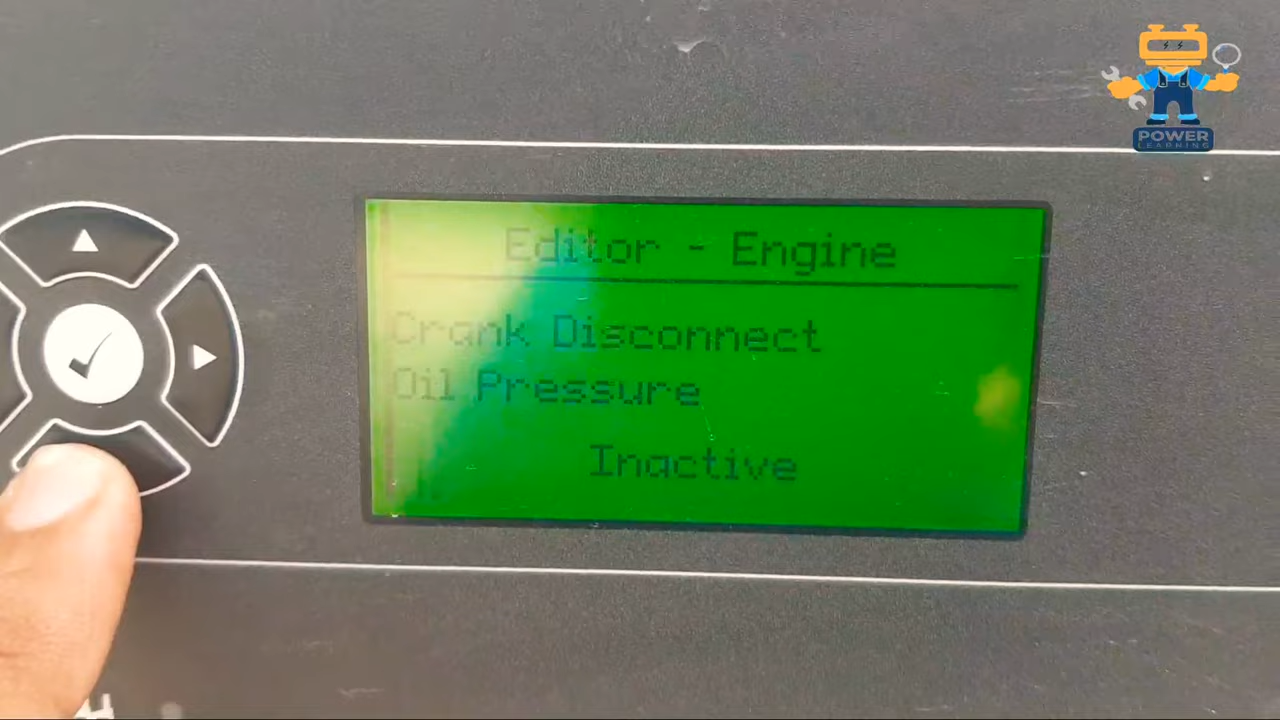 POWER
LEARNING
Editor - Engine
Crank Disconnect
Oil Pressure
Inactive